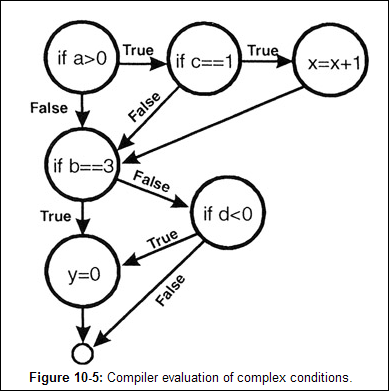 if a>0
True
if c==1
True
x=x+1
False
False
if b==3
False
if d<0
True
True
y=0
False
Figure 10-5: Compiler evaluation of complex conditions.